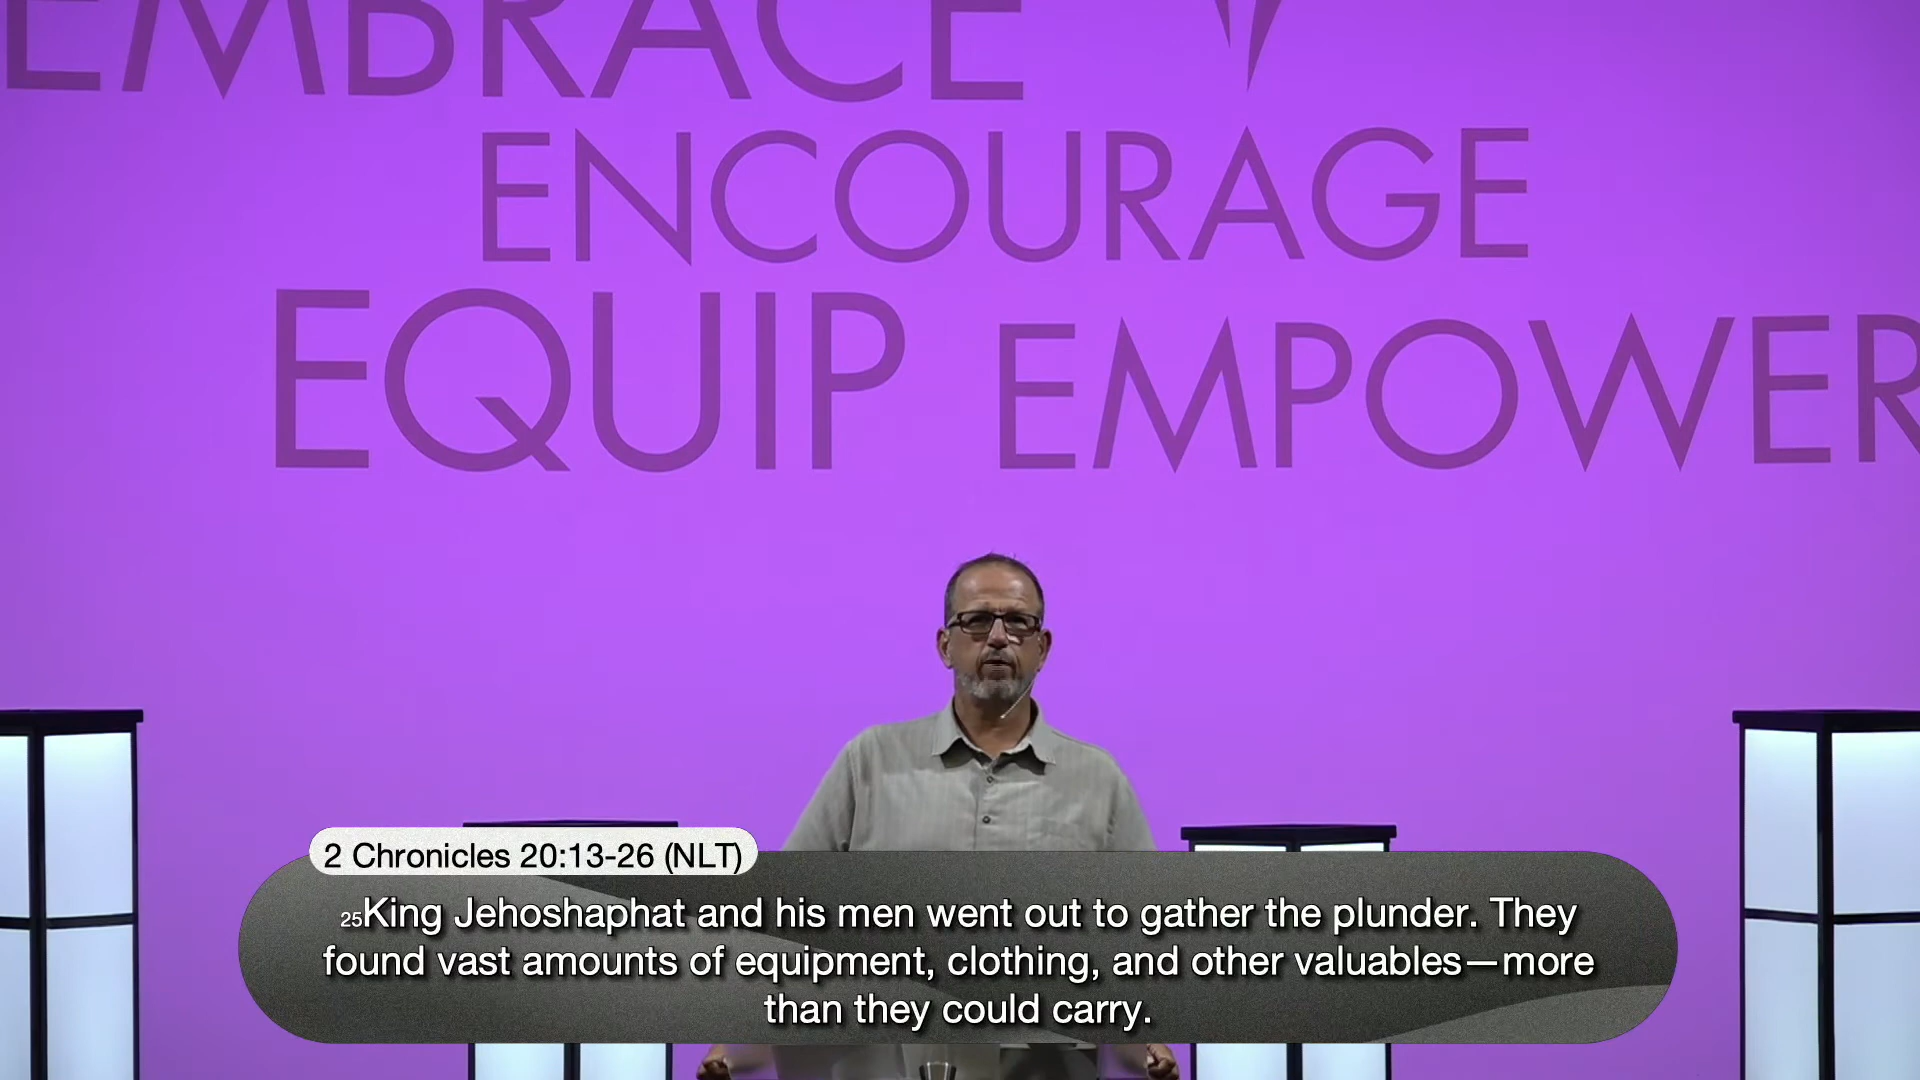 EMBRACE
ENCOURAGE
EQUIP EMPOWER
2 Chronicles 20:13-26 (NLT)
25King Jehoshaphat and his men went out to gather the plunder. They
found vast amounts of equipment, clothing, and other valuables—more
than they could carry.